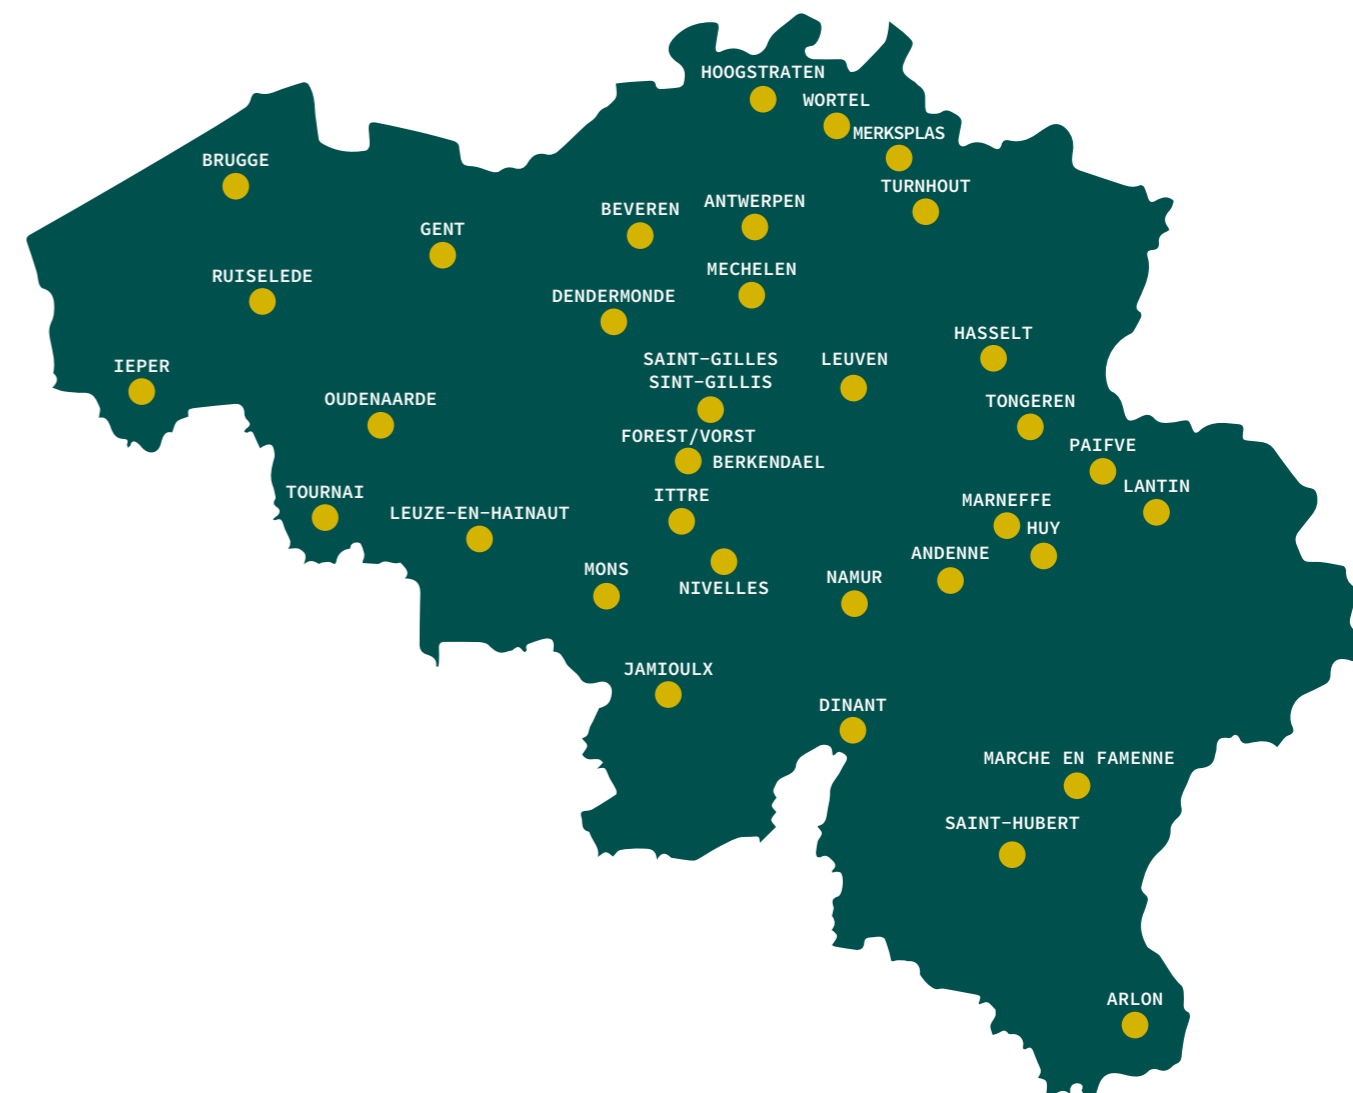 HOOGSTRATEN
WORTEL
MERKSPLAS
BRUGGE
TURNHOUT
ANTWERPEN
BEVEREN
GENT
MECHELEN
RUISELEDE
DENDERMONDE
HASSELT
SAINT-GILLES
SINT-GILLIS
LEUVEN
IEPER
OUDENAARDE
TONGEREN
FOREST/VORST
BERKENDAEL
PAIFVE
LANTIN
TOURNAI
ITTRE
MARNEFFE
LEUZE-EN-HAINAUT
HUY
ANDENNE
MONS
NAMUR
NIVELLES
JAMIOULX
DINANT
MARCHE EN FAMENNE
SAINT-HUBERT
ARLON